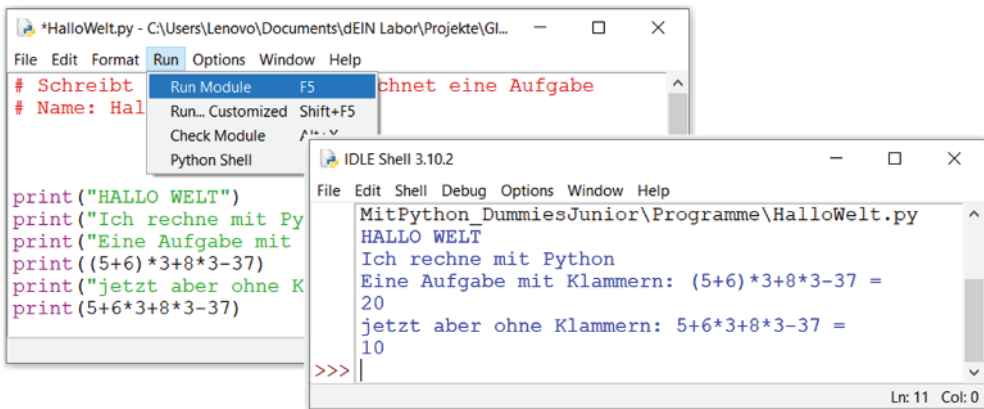 *HalloWelt.py - C:\Users\Lenovo\Documents\dEIN Labor\Projekte\GI...
File Edit Format Run Options Window Help
# Schreibt
chnet eine Aufgabe
# Name: Hal
Run Module F5
Run... Customized Shift+F5
Check Module
Python Shell
print("HALLO WELT")
print("Ich rechne mit Py
print("Eine Aufgabe mit
print((5+6)*3+8*3-37)
print("jetzt aber ohne K
print(5+6*3+8*3-37)
IDLE Shell 3.10.2
File Edit Shell Debug Options Window Help
MitPython_DummiesJunior\Programme\HalloWelt.py
HALLO WELT
Ich rechne mit Python
Eine Aufgabe mit Klammern: (5+6)*3+8*3-37 =
20
jetzt aber ohne Klammern: 5+6*3+8*3-37 =
10
>>>
Ln: 11 Col: 0